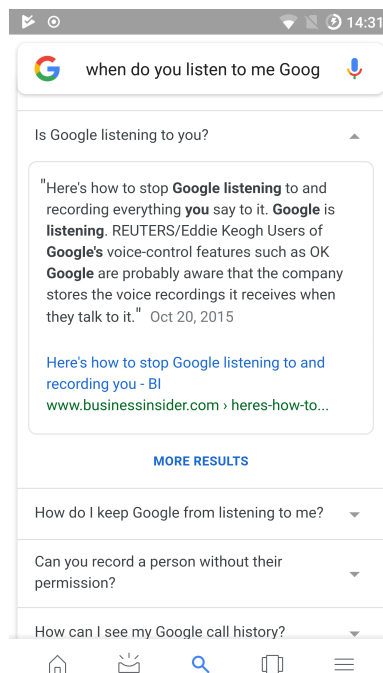 14:31
when do you listen to me Goog
Is Google listening to you?
"Here's how to stop Google listening to and
recording everything you say to it. Google is
listening. REUTERS/Eddie Keogh Users of
Google's voice-control features such as OK
Google are probably aware that the company
stores the voice recordings it receives when
they talk to it." Oct 20, 2015
Here's how to stop Google listening to and
recording you - BI
www.businessinsider.com › heres-how-to...
MORE RESULTS
How do I keep Google from listening to me?
Can you record a person without their
permission?
How can I see my Google call history?